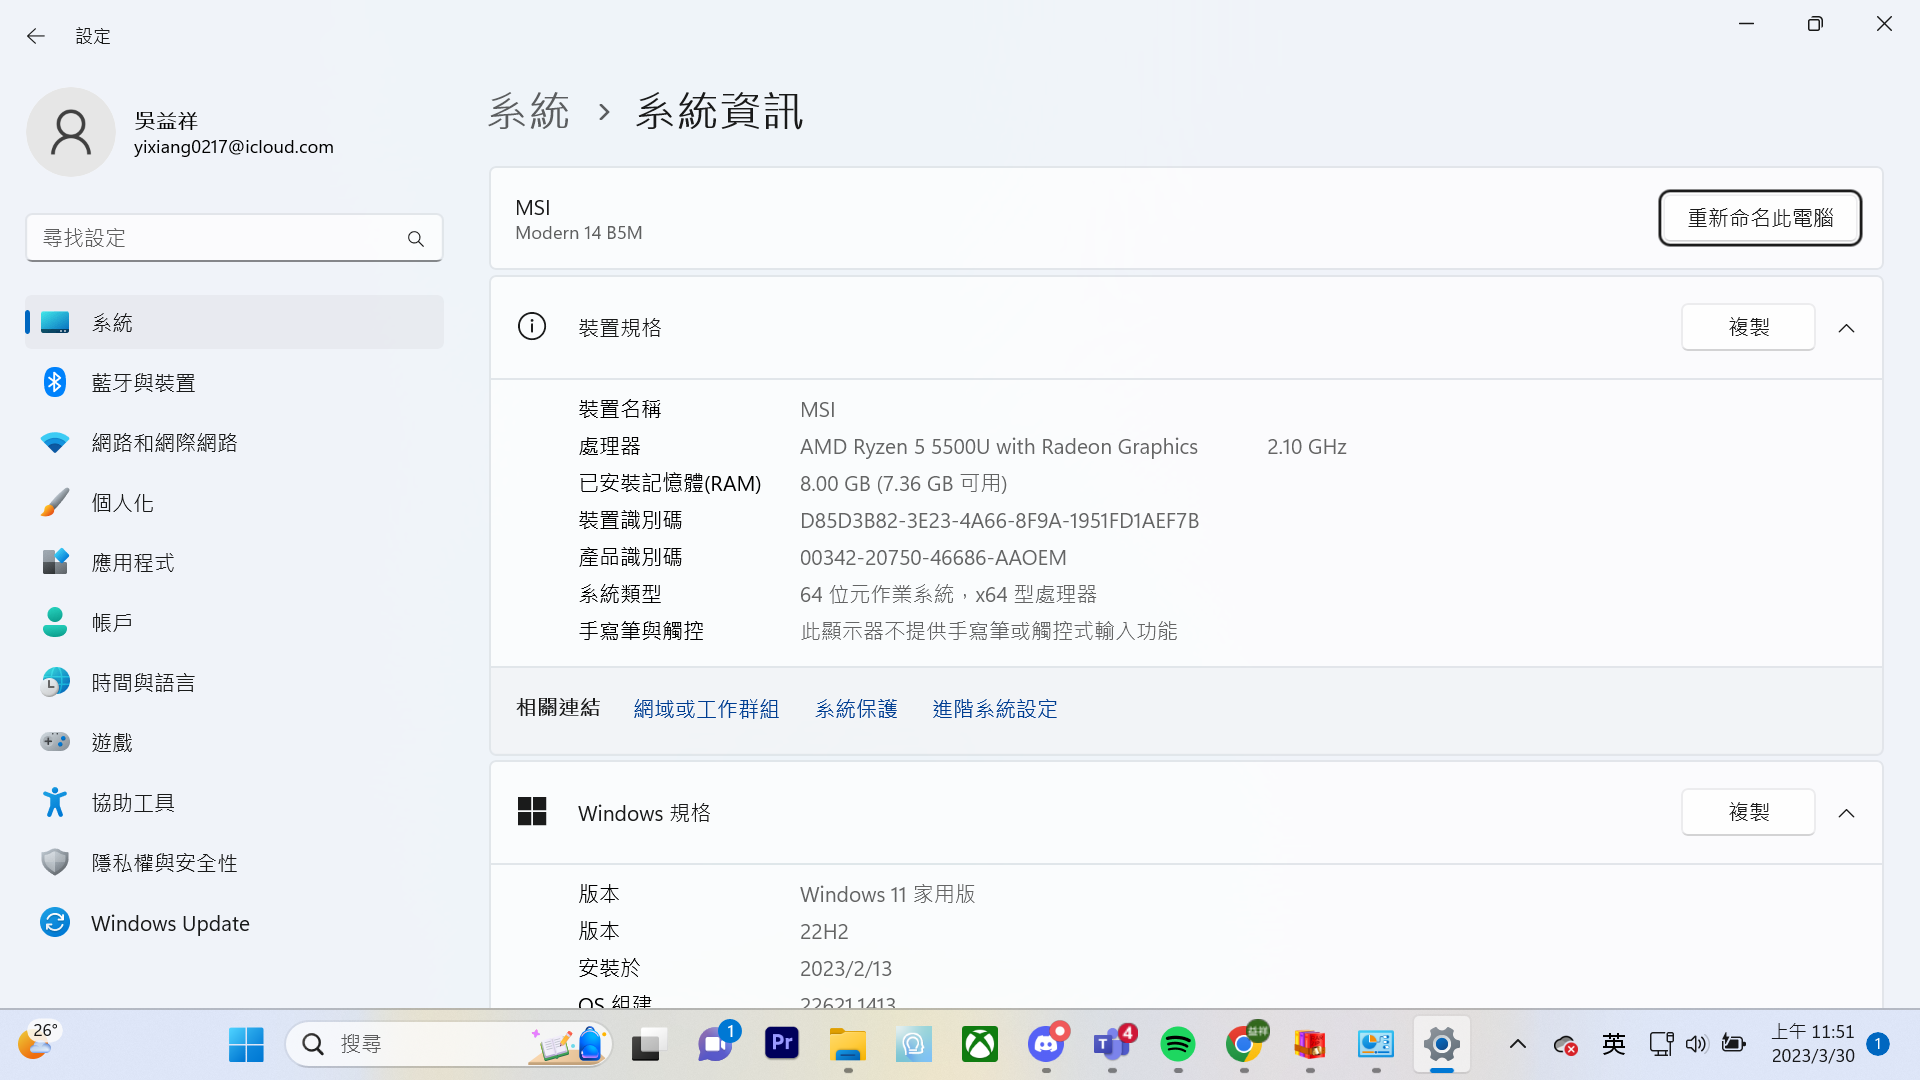 設定
吳益祥
yixiang0217@icloud.com
尋找設定
系統
藍牙與裝置
網路和網際網路
個人化
應用程式
帳戶
時間與語言
遊戲
協助工具
隱私權與安全性
Windows Update
系統 › 系統資訊
MSI
Modern 14 B5M
重新命名此電腦
裝置規格
複製
裝置名稱 MSI
處理器 AMD Ryzen 5 5500U with Radeon Graphics 2.10 GHz
已安裝記憶體(RAM) 8.00 GB (7.36 GB 可用)
裝置識別碼 D85D3B82-3E23-4A66-8F9A-1951FD1AEF7B
產品識別碼 00342-20750-46686-AAOEM
系統類型 64 位元作業系統，x64 型處理器
手寫筆與觸控 此顯示器不提供手寫筆或觸控式輸入功能
相關連結 網域或工作群組 系統保護 進階系統設定
Windows 規格
複製
版本 Windows 11 家用版
版本 22H2
安裝於 2023/2/13
OS 組建 22621.1413
26°
搜尋
1
Pr
4
益祥
英
上午 11:51
2023/3/30
1